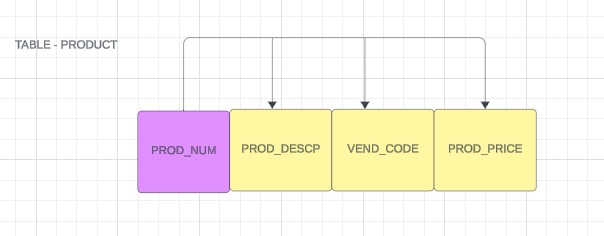 TABLE - PRODUCT
PROD_NUM
PROD_DESCP
VEND_CODE
PROD_PRICE